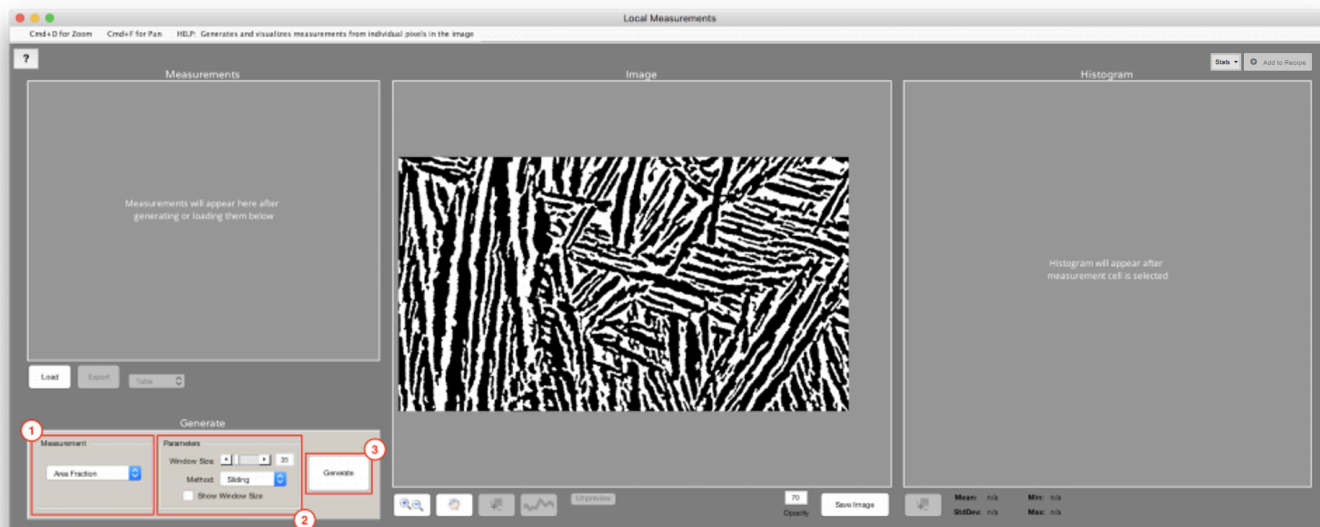 Local Measurements
Cmd+D for Zoom Cmd+F for Pan HELP: Generates and visualizes measurements from individual pixels in the image
?
Stats
Add to Recipe
Measurements
Image
Histogram
Measurements will appear here after
generating or loading them below
Histogram will appear after
measurement cell is selected
Load
Export
Table
Generate
1
Measurement
Area Fraction
Parameters
Window Size 35
Method: Sliding
Show Window Size
2
3
Generate
Unpreview
70
Opacity
Save Image
Mean: n/a Min: n/a
StdDev: n/a Max: n/a